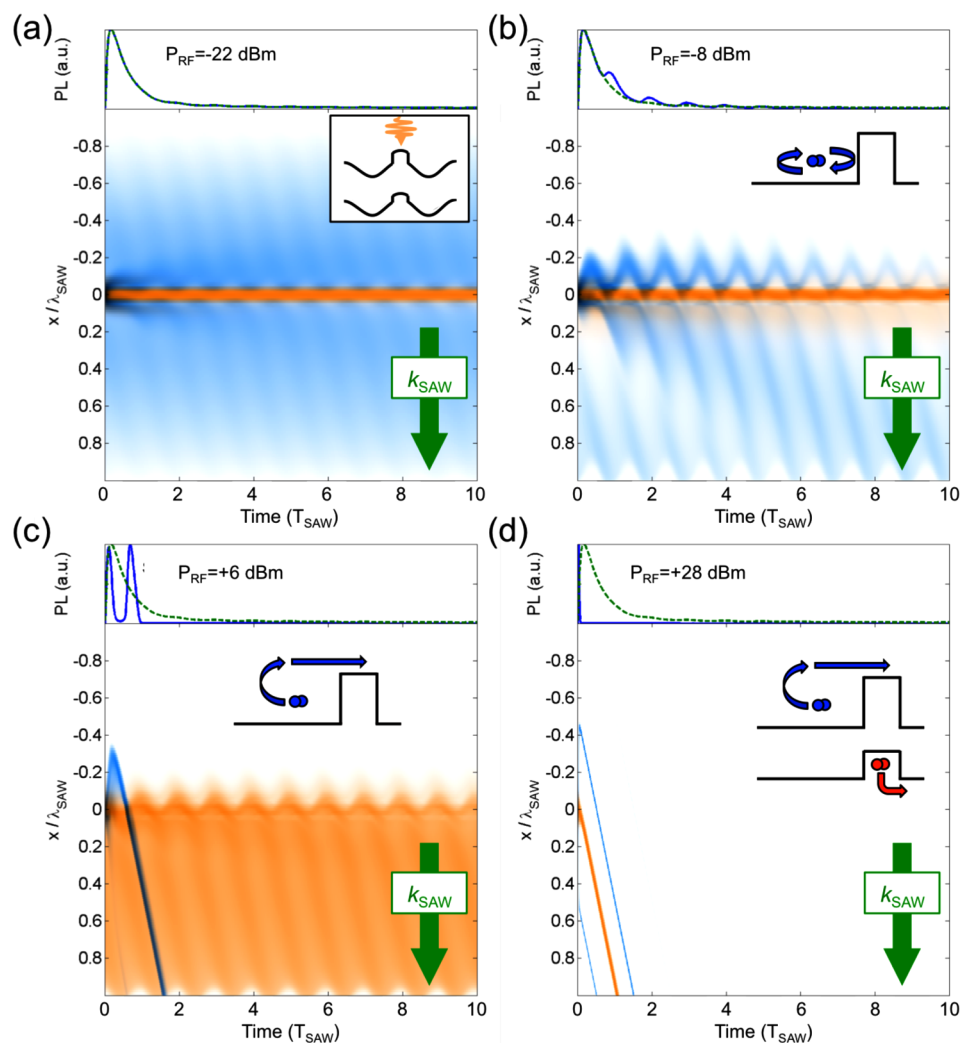 (a)
P_RF=-22 dBm
PL (a.u.)
-0.8
-0.6
-0.4
-0.2
0
0.2
0.4
0.6
0.8
x / λ_SAW
k_SAW
0 2 4 6 8 10
Time (T_SAW)
(b)
P_RF=-8 dBm
PL (a.u.)
-0.8
-0.6
-0.4
-0.2
0
0.2
0.4
0.6
0.8
x / λ_SAW
k_SAW
0 2 4 6 8 10
Time (T_SAW)
(c)
P_RF=+6 dBm
PL (a.u.)
-0.8
-0.6
-0.4
-0.2
0
0.2
0.4
0.6
0.8
x / λ_SAW
k_SAW
0 2 4 6 8 10
Time (T_SAW)
(d)
P_RF=+28 dBm
PL (a.u.)
-0.8
-0.6
-0.4
-0.2
0
0.2
0.4
0.6
0.8
x / λ_SAW
k_SAW
0 2 4 6 8 10
Time (T_SAW)